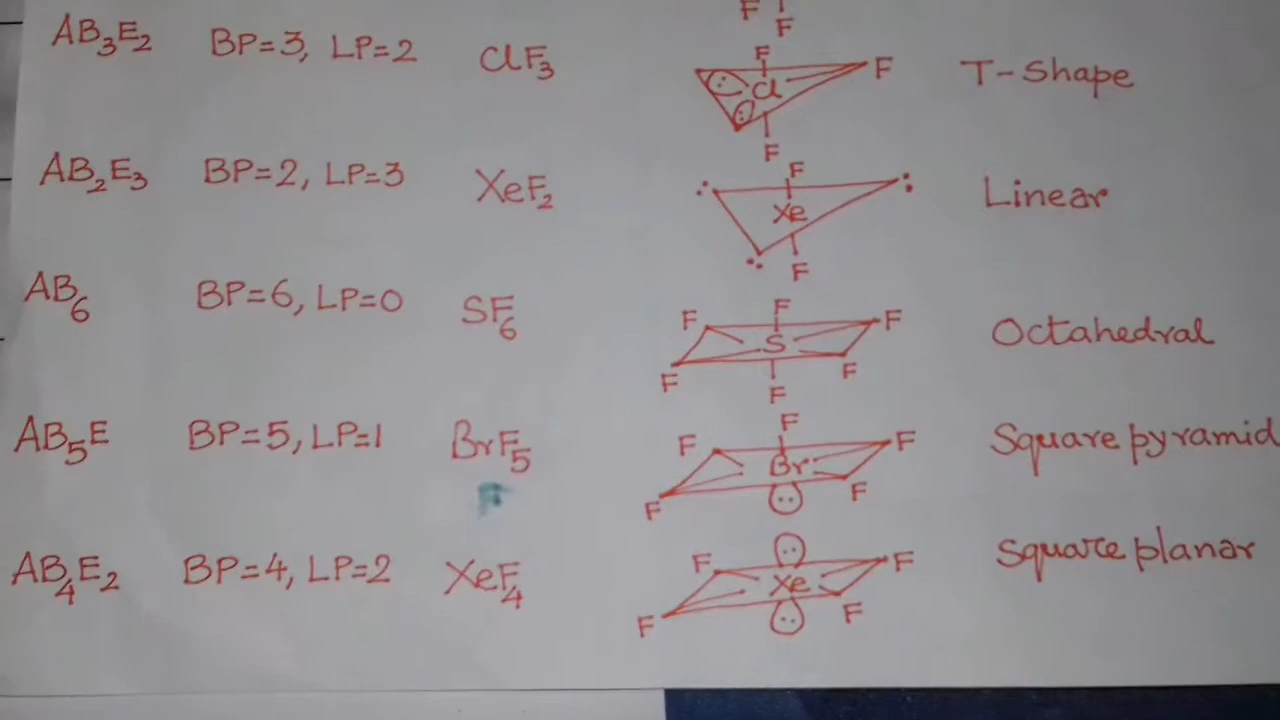 F
F
AB₃E₂ BP=3, LP=2 ClF₃ F Cl F F T-Shape
AB₂E₃ BP=2, LP=3 XeF₂ F Xe F Linear
AB₆ BP=6, LP=0 SF₆ F F F S F F F Octahedral
AB₅E BP=5, LP=1 BrF₅ F F F Br F F Square pyramid
AB₄E₂ BP=4, LP=2 XeF₄ F F Xe F F Square planar